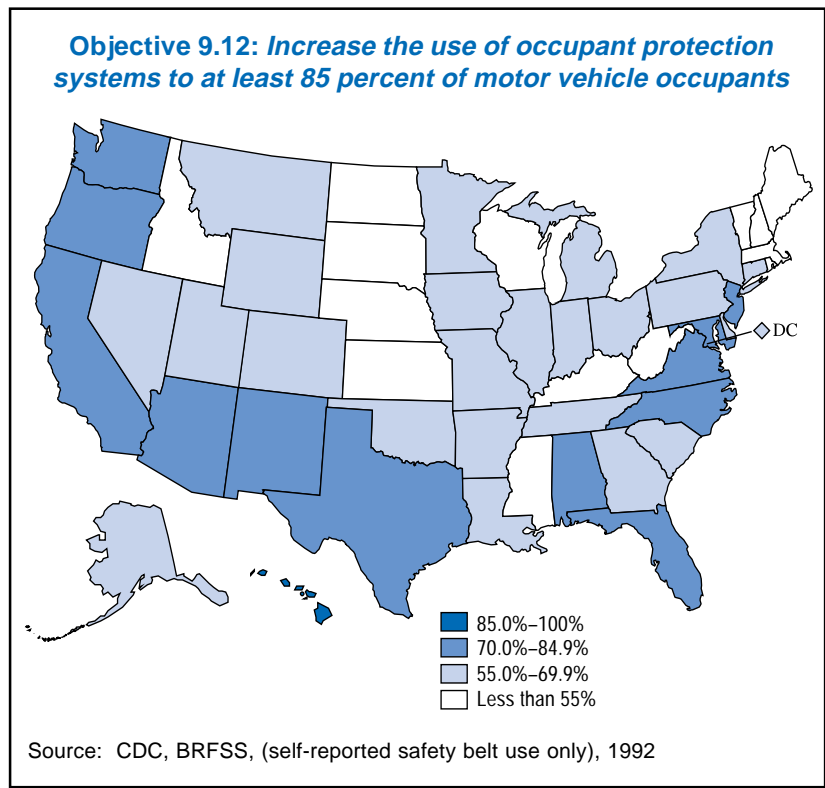 Objective 9.12: Increase the use of occupant protection
systems to at least 85 percent of motor vehicle occupants
DC
85.0%–100%
70.0%–84.9%
55.0%–69.9%
Less than 55%
Source: CDC, BRFSS, (self-reported safety belt use only), 1992